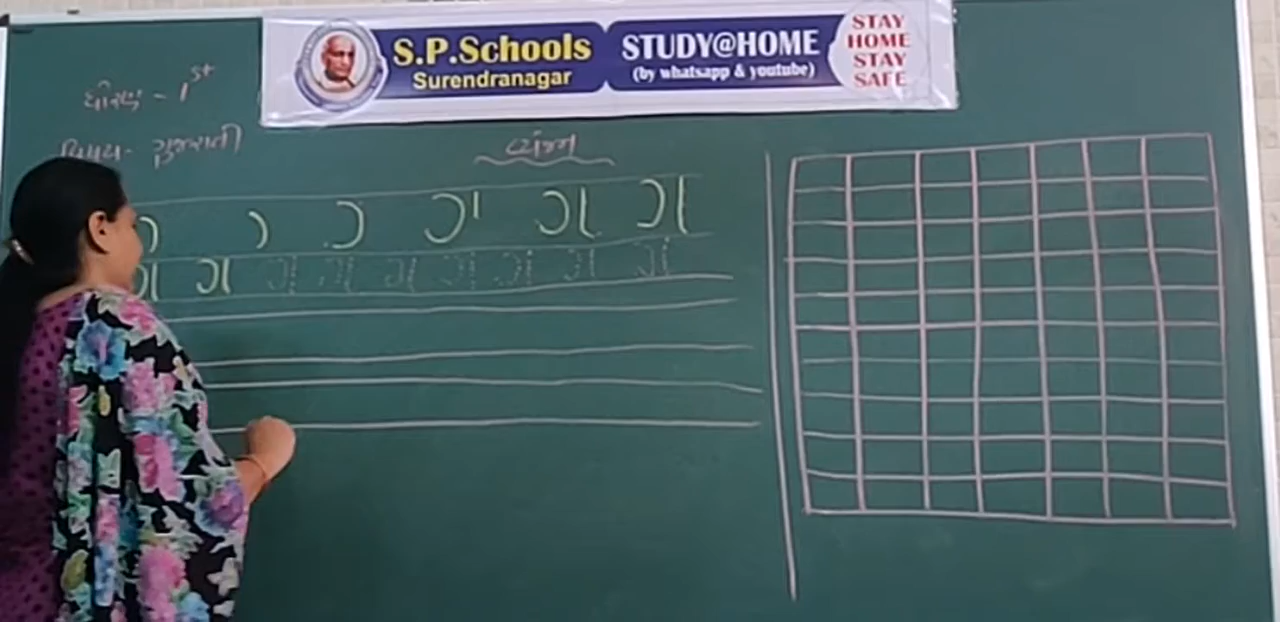 S.P.Schools
Surendranagar
STUDY@HOME
(by whatsapp & youtube)
STAY
HOME
STAY
SAFE
ધોરણ - 1st
વિષય - ગુજરાતી
વ્યંજન
ગ ગ
ગ ગ ગ ગ ગ ગ ગ ગ ગ